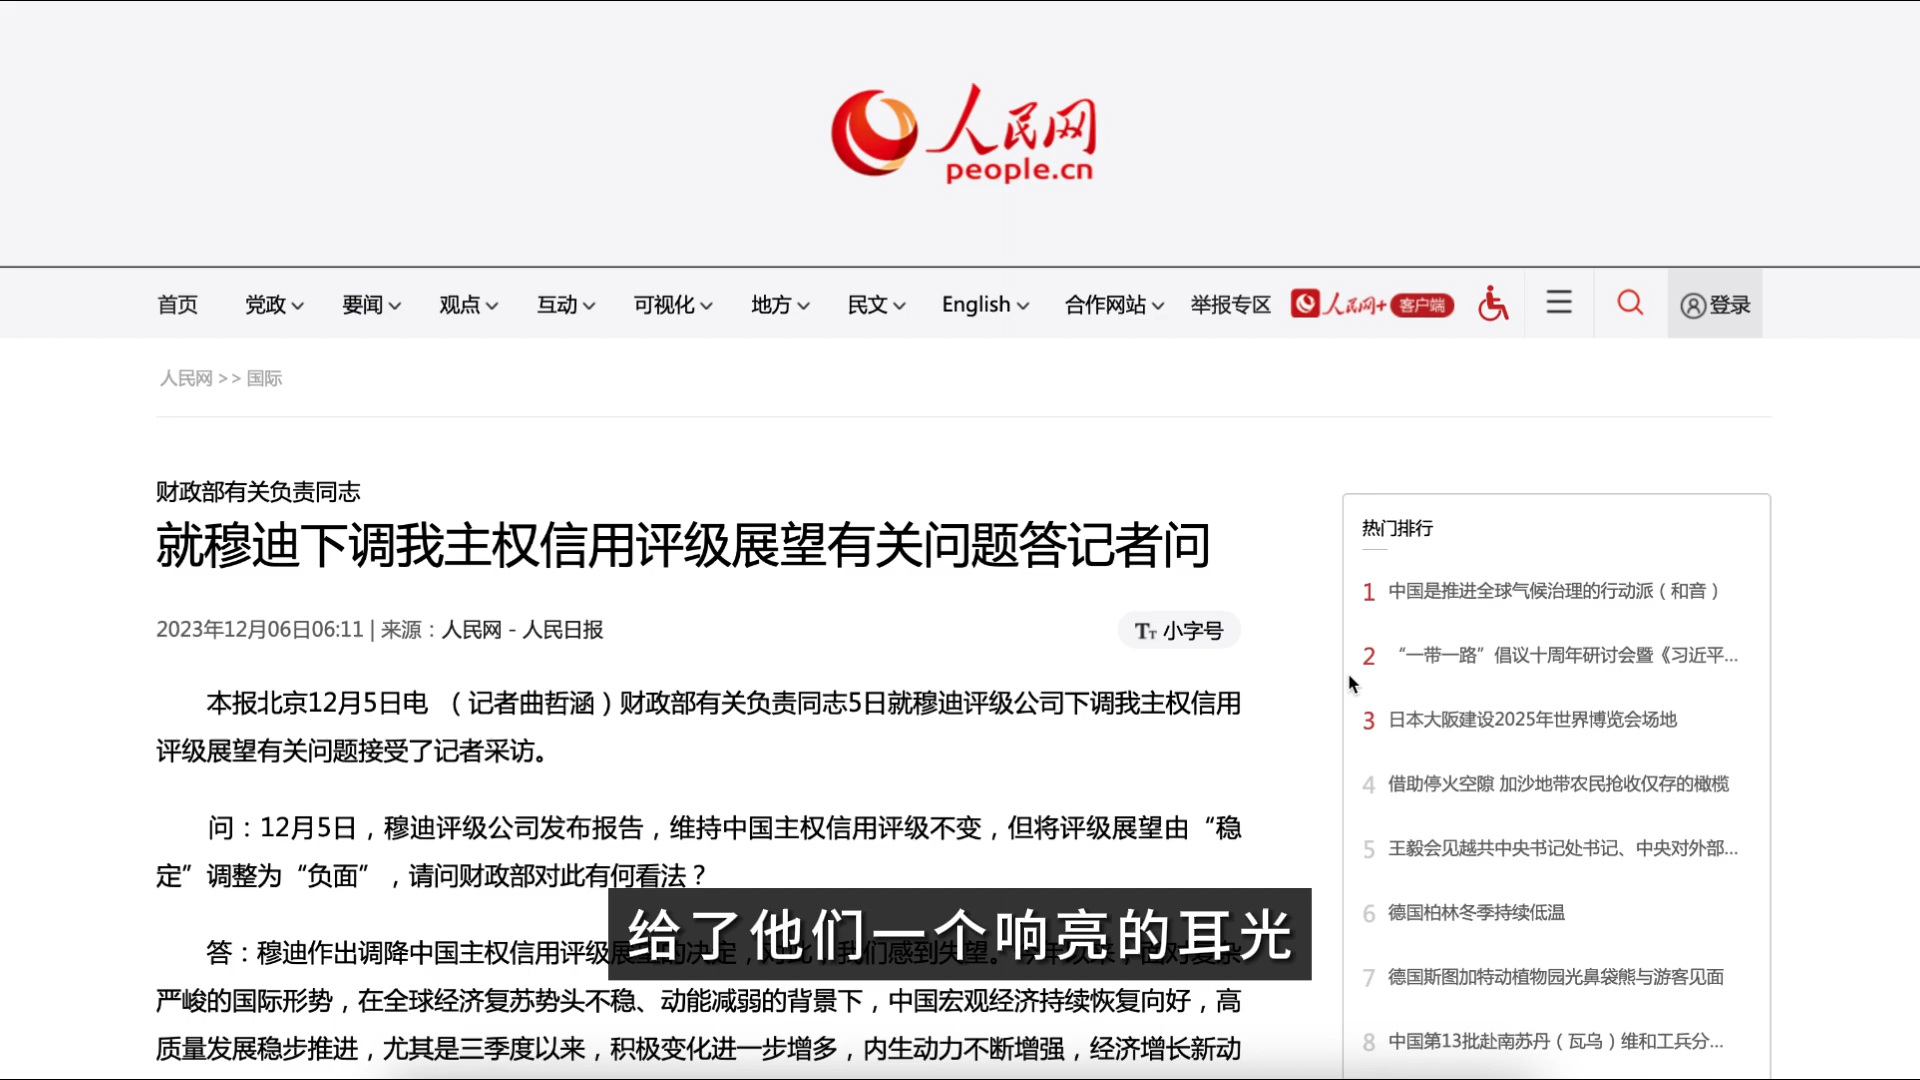 人民网
people.cn
首页 党政 要闻 观点 互动 可视化 地方 民文 English 合作网站 举报专区 人民网+ 客户端 登录
人民网>>国际
财政部有关负责同志
就穆迪下调我主权信用评级展望有关问题答记者问
2023年12月06日06:11 | 来源：人民网－人民日报
TT 小字号
本报北京12月5日电 （记者曲哲涵）财政部有关负责同志5日就穆迪评级公司下调我主权信用
评级展望有关问题接受了记者采访。
问：12月5日，穆迪评级公司发布报告，维持中国主权信用评级不变，但将评级展望由“稳
定”调整为“负面”，请问财政部对此有何看法？
答：穆迪作出调降中国主权信用评级展望的决定，对此，我们感到失望。今年以来，面对复杂
严峻的国际形势，在全球经济复苏势头不稳、动能减弱的背景下，中国宏观经济持续恢复向好，高
质量发展稳步推进，尤其是三季度以来，积极变化进一步增多，内生动力不断增强，经济增长新动
给了他们一个响亮的耳光
热门排行
1 中国是推进全球气候治理的行动派（和音）
2 “一带一路”倡议十周年研讨会暨《习近平...
3 日本大阪建设2025年世界博览会场地
4 借助停火空隙 加沙地带农民抢收仅存的橄榄
5 王毅会见越共中央书记处书记、中央对外部...
6 德国柏林冬季持续低温
7 德国斯图加特动植物园光鼻袋熊与游客见面
8 中国第13批赴南苏丹（瓦乌）维和工兵分...